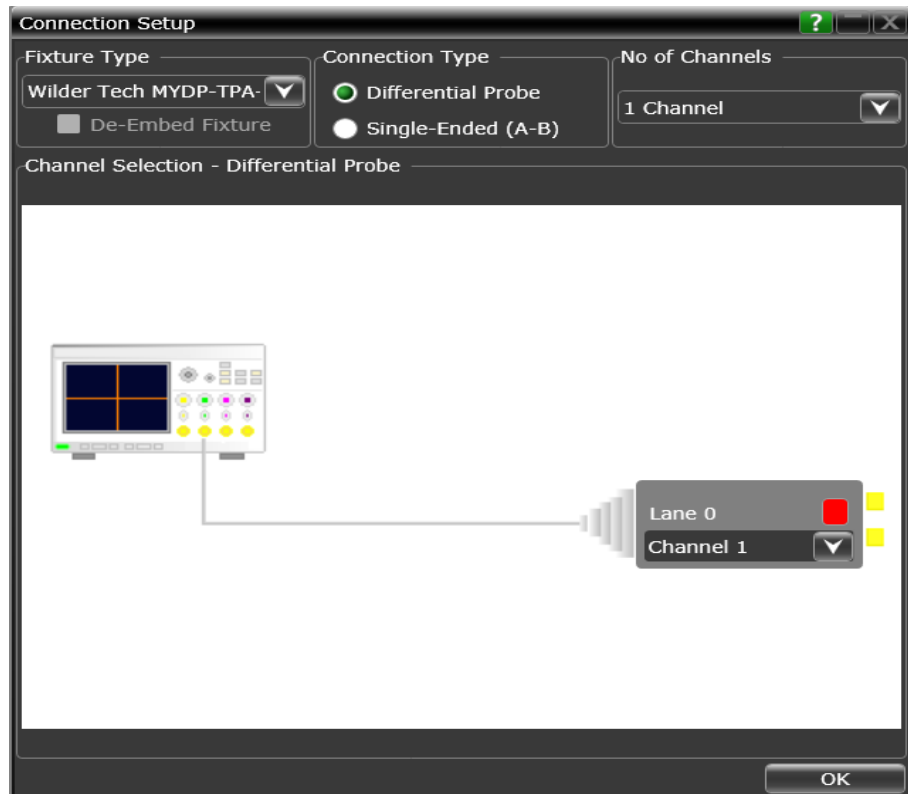 Connection Setup
?
Fixture Type
Wilder Tech MYDP-TPA-
De-Embed Fixture
Connection Type
Differential Probe
Single-Ended (A-B)
No of Channels
1 Channel
Channel Selection - Differential Probe
Lane 0
Channel 1
OK